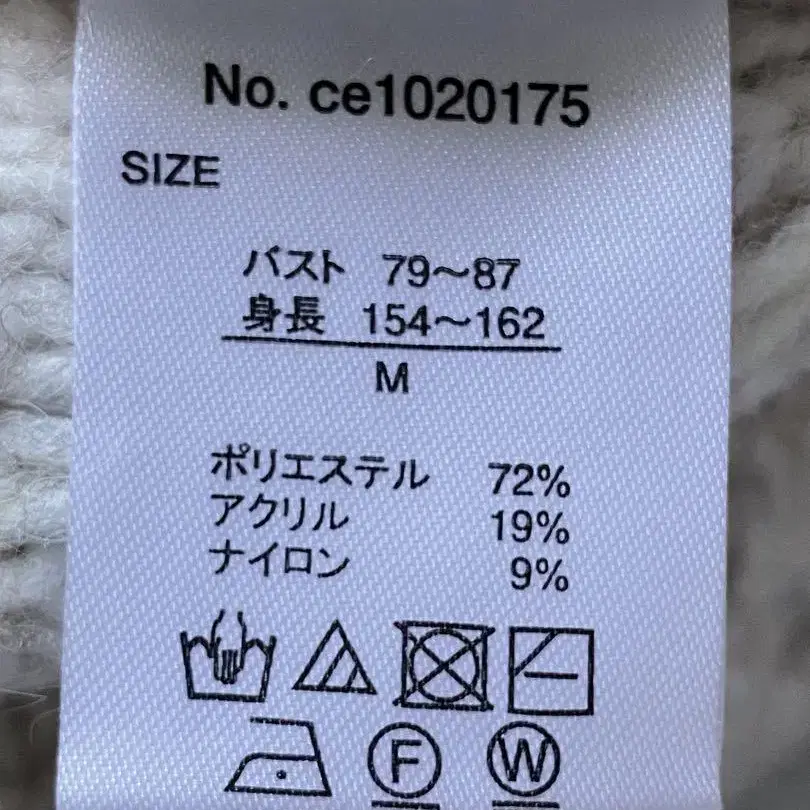 No. ce1020175
SIZE
バスト 79～87
身長 154～162
M
ポリエステル 72%
アクリル 19%
ナイロン 9%
F W